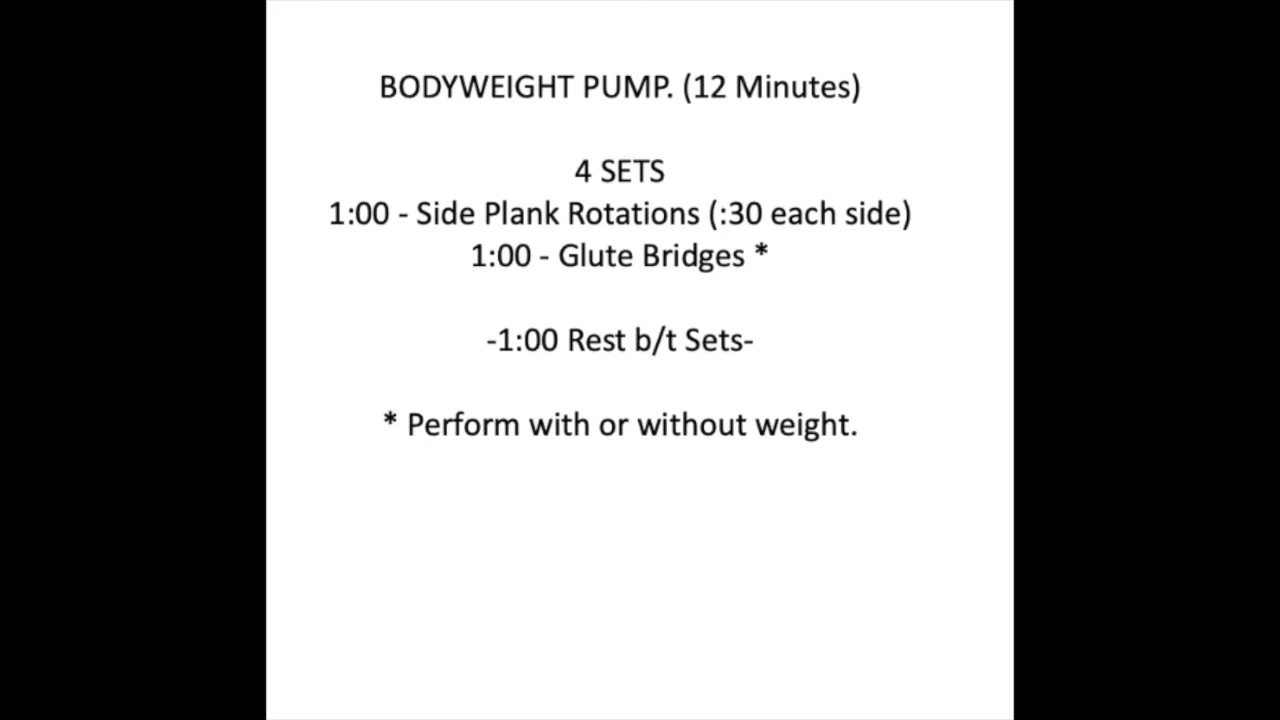 BODYWEIGHT PUMP. (12 Minutes)
4 SETS
1:00 - Side Plank Rotations (:30 each side)
1:00 - Glute Bridges *
-1:00 Rest b/t Sets-
* Perform with or without weight.